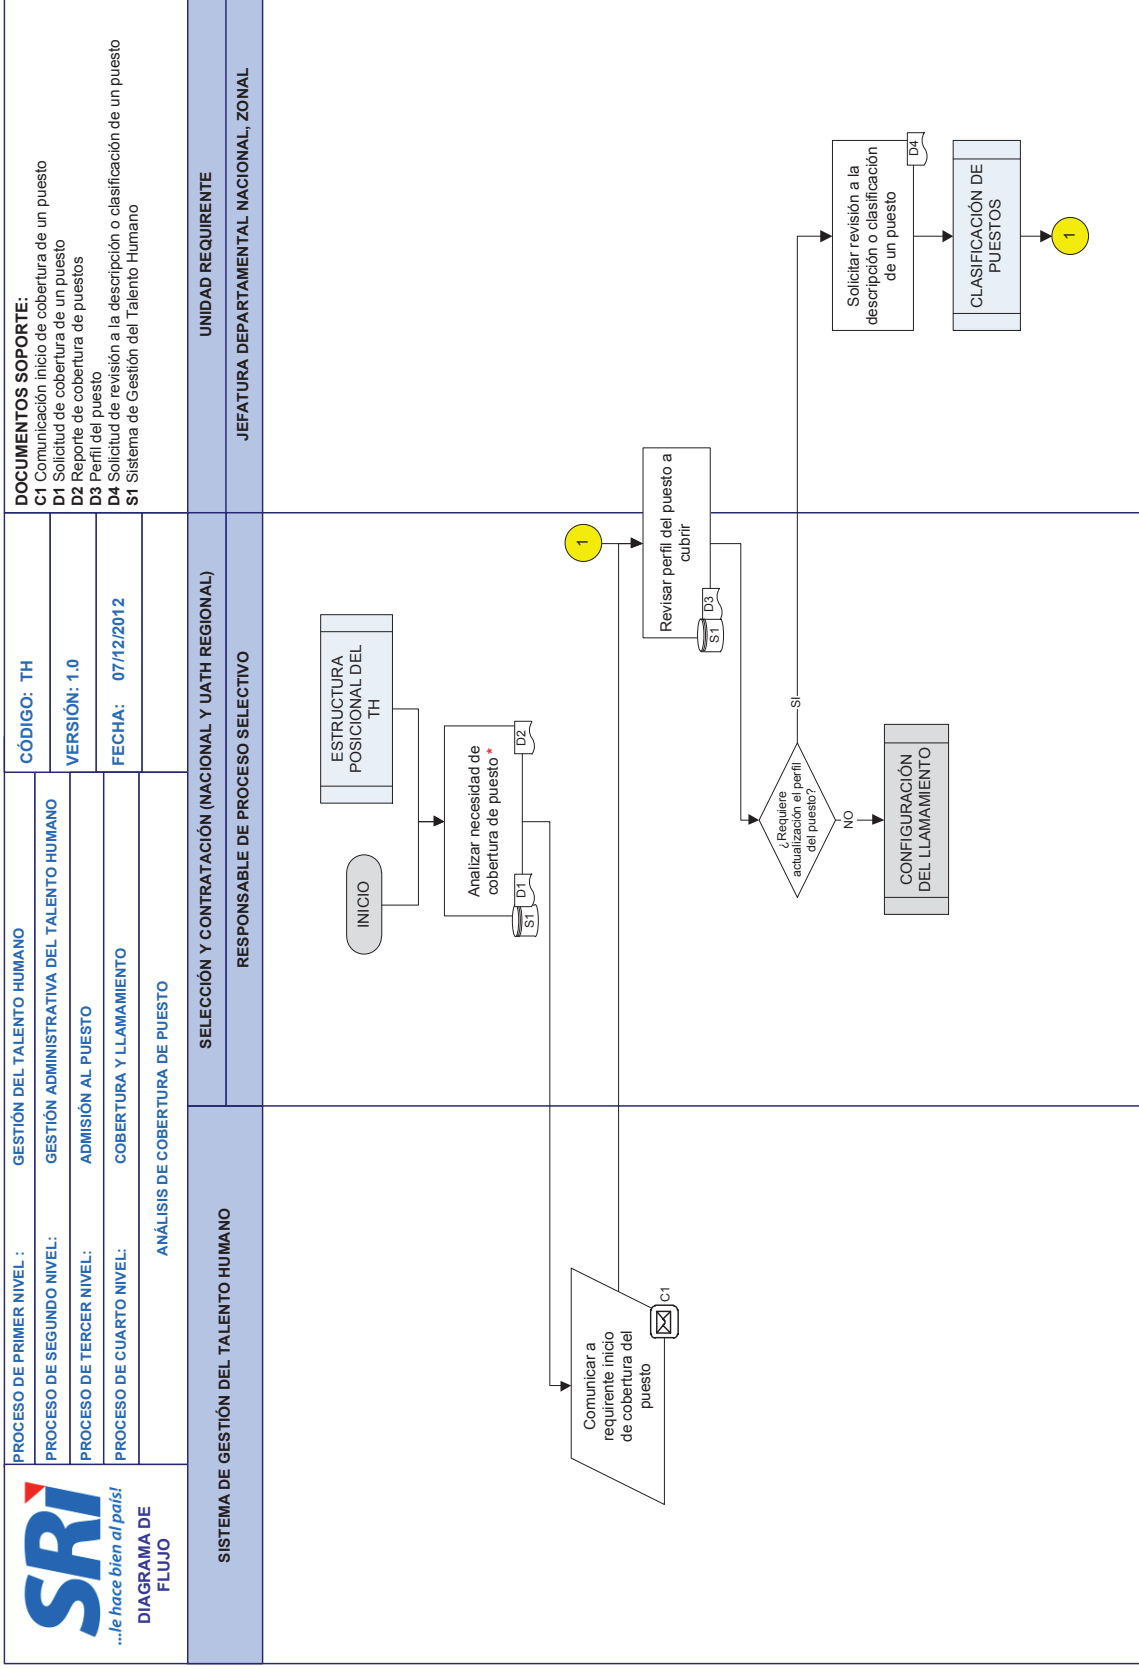 SRi
...le hace bien al país!
DIAGRAMA DE
FLUJO
PROCESO DE PRIMER NIVEL :
GESTIÓN DEL TALENTO HUMANO
PROCESO DE SEGUNDO NIVEL:
GESTIÓN ADMINISTRATIVA DEL TALENTO HUMANO
PROCESO DE TERCER NIVEL:
ADMISIÓN AL PUESTO
PROCESO DE CUARTO NIVEL:
COBERTURA Y LLAMAMIENTO
ANÁLISIS DE COBERTURA DE PUESTO
CÓDIGO: TH
VERSIÓN: 1.0
FECHA: 07/12/2012
DOCUMENTOS SOPORTE:
C1 Comunicación inicio de cobertura de un puesto
D1 Solicitud de cobertura de un puesto
D2 Reporte de cobertura de puestos
D3 Perfil del puesto
D4 Solicitud de revisión a la descripción o clasificación de un puesto
S1 Sistema de Gestión del Talento Humano
SISTEMA DE GESTIÓN DEL TALENTO HUMANO
SELECCIÓN Y CONTRATACIÓN (NACIONAL Y UATH REGIONAL)
RESPONSABLE DE PROCESO SELECTIVO
UNIDAD REQUIRENTE
JEFATURA DEPARTAMENTAL NACIONAL, ZONAL
INICIO
ESTRUCTURA
POSICIONAL DEL
TH
Analizar necesidad de
cobertura de puesto *
S1
D1
D2
Comunicar a
requirente inicio
de cobertura del
puesto
C1
1
Revisar perfil del puesto a
cubrir
S1
D3
¿Requiere
actualización el perfil
del puesto?
SI
NO
CONFIGURACIÓN
DEL LLAMAMIENTO
Solicitar revisión a la
descripción o clasificación
de un puesto
D4
CLASIFICACIÓN DE
PUESTOS
1